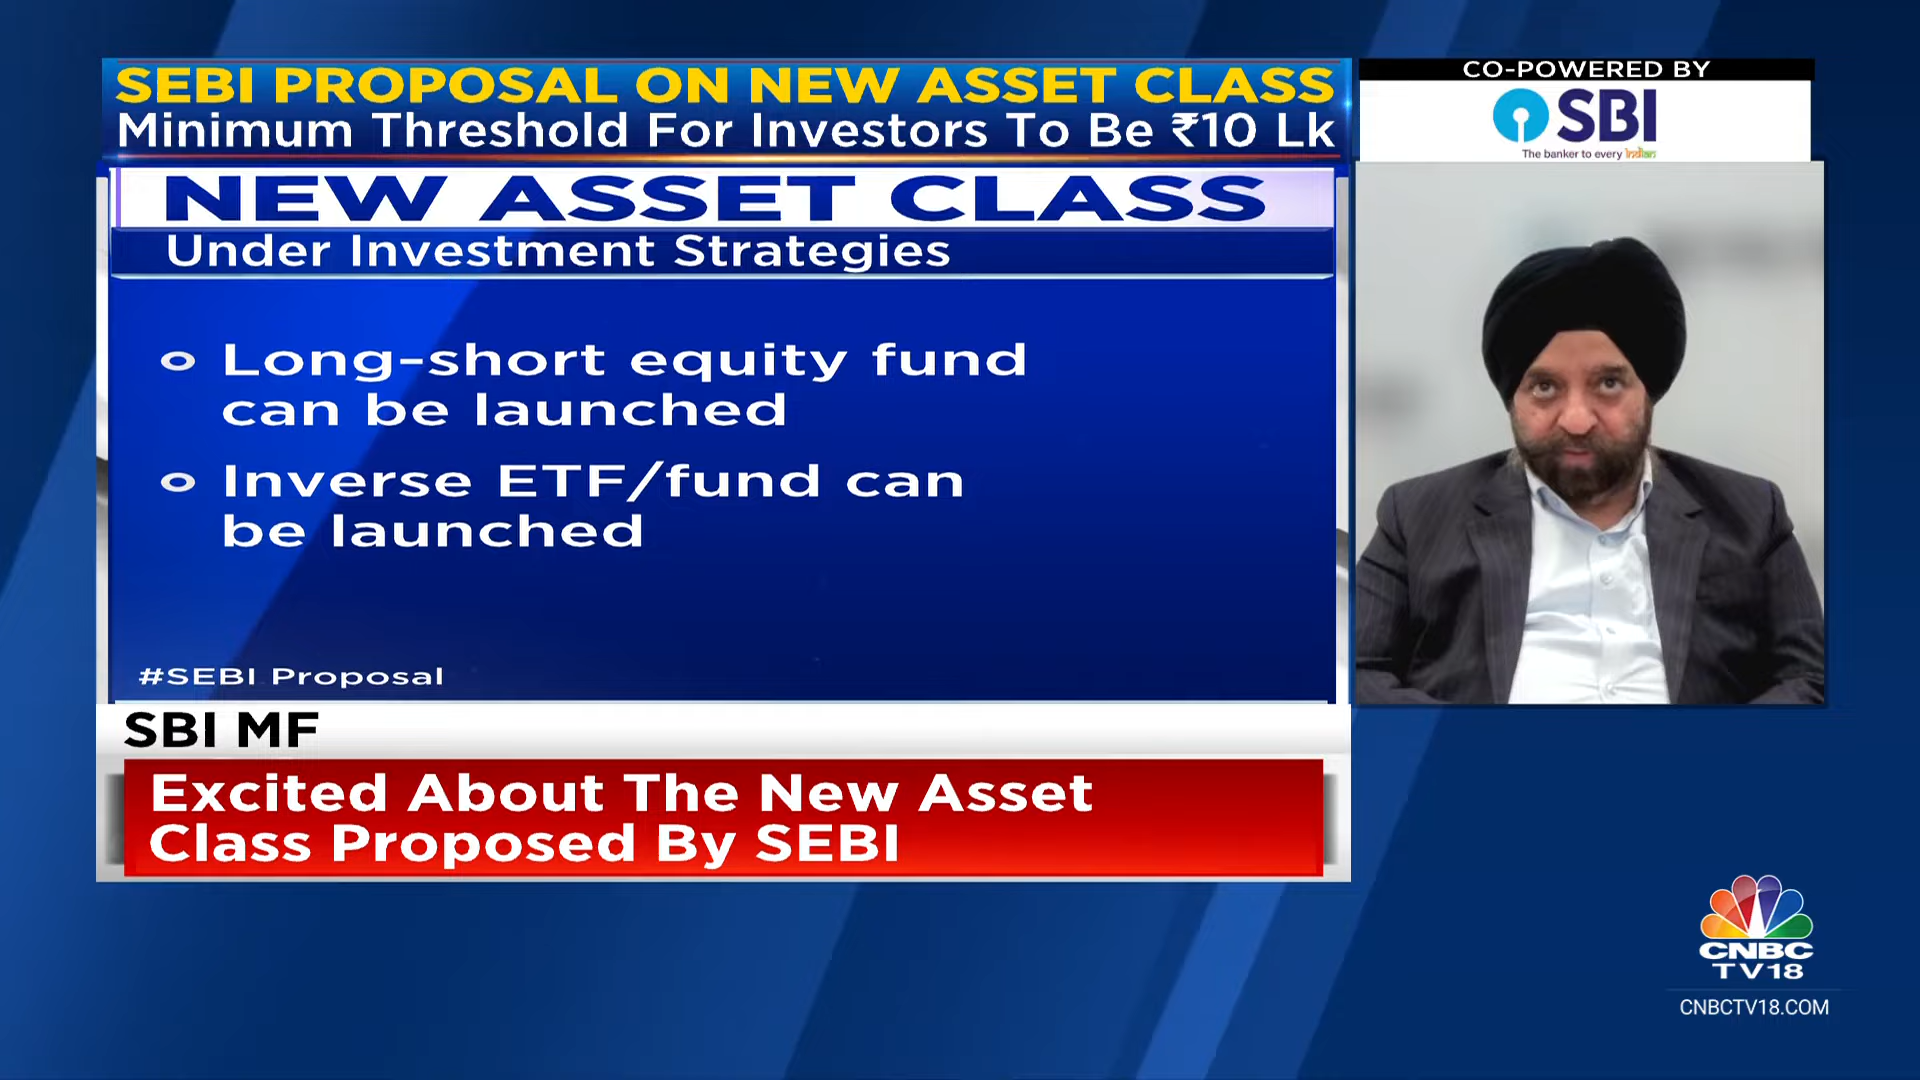 SEBI PROPOSAL ON NEW ASSET CLASS
Minimum Threshold For Investors To Be ₹10 Lk
CO-POWERED BY
SBI
The banker to every Indian
NEW ASSET CLASS
Under Investment Strategies
Long-short equity fund
can be launched
Inverse ETF/fund can
be launched
#SEBI Proposal
SBI MF
Excited About The New Asset
Class Proposed By SEBI
CNBC
TV18
CNBCTV18.COM